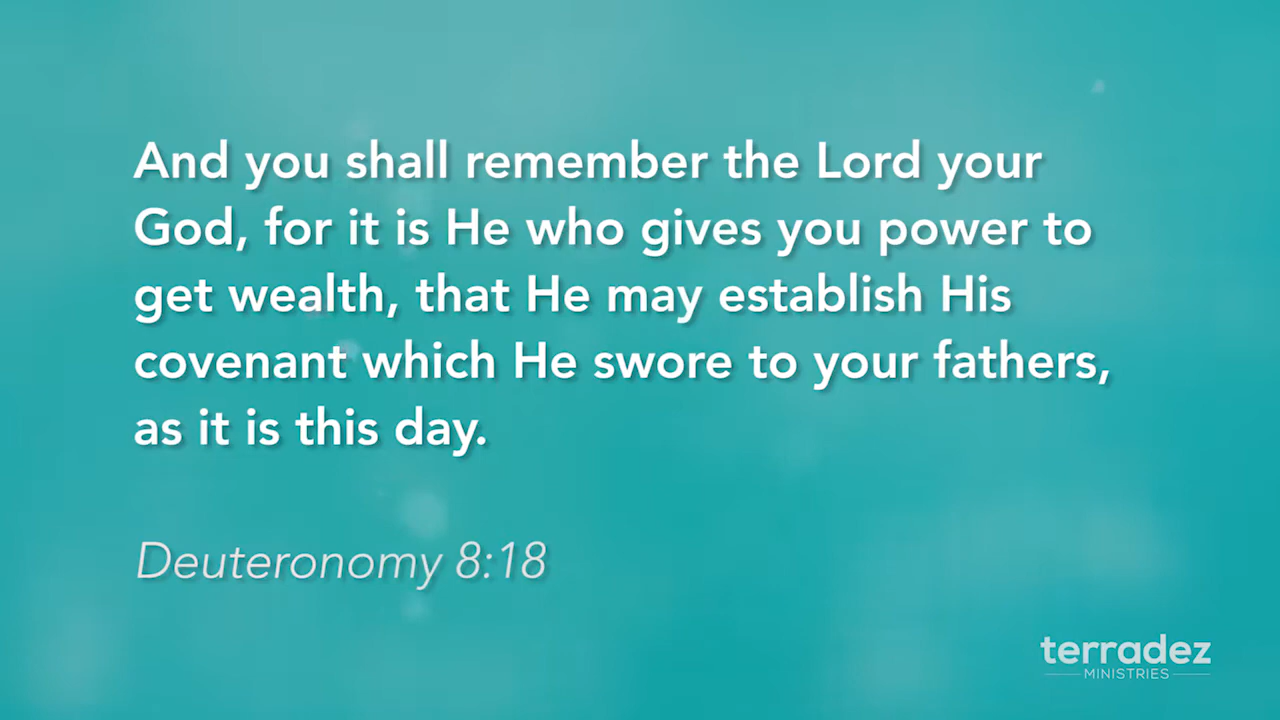 And you shall remember the Lord your
God, for it is He who gives you power to
get wealth, that He may establish His
covenant which He swore to your fathers,
as it is this day.
Deuteronomy 8:18
terradez
MINISTRIES